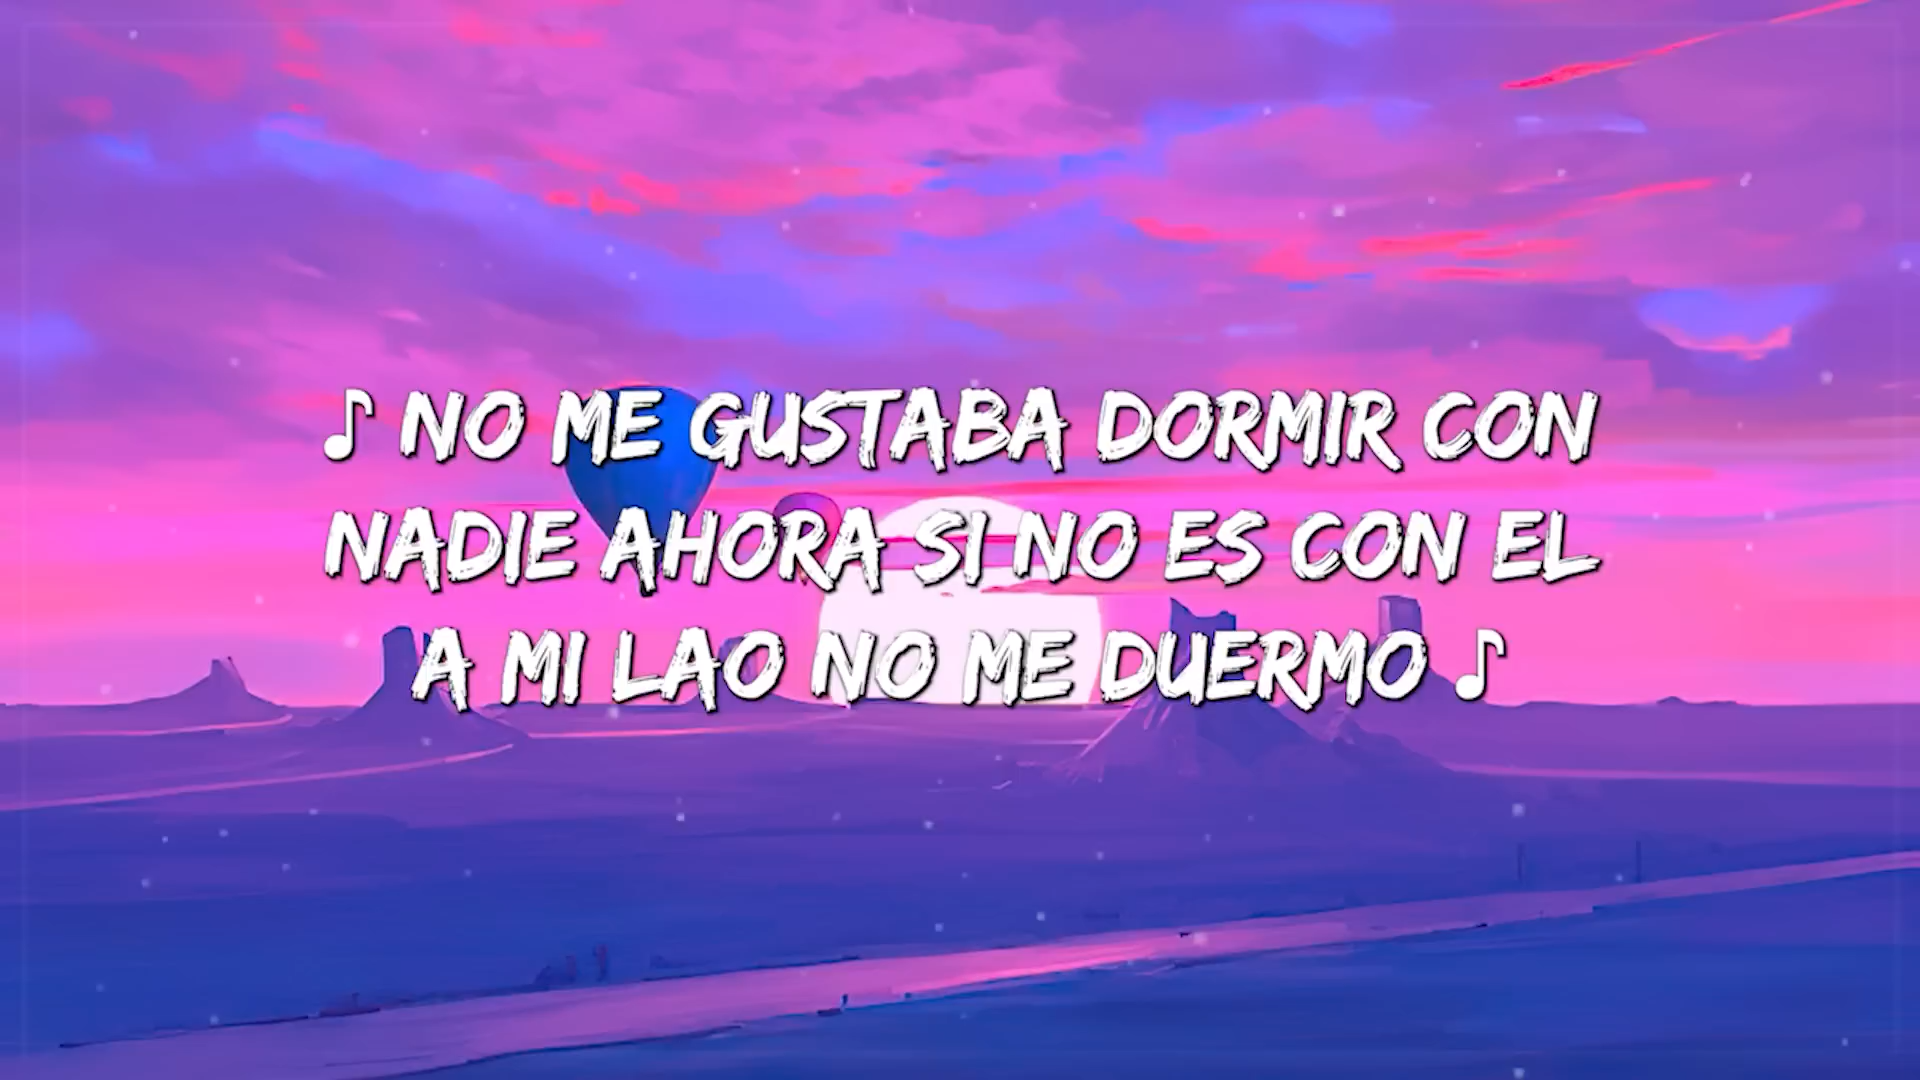 ♪ NO ME GUSTABA DORMIR CON
NADIE AHORA SI NO ES CON EL
A MI LAO NO ME DUERMO ♪